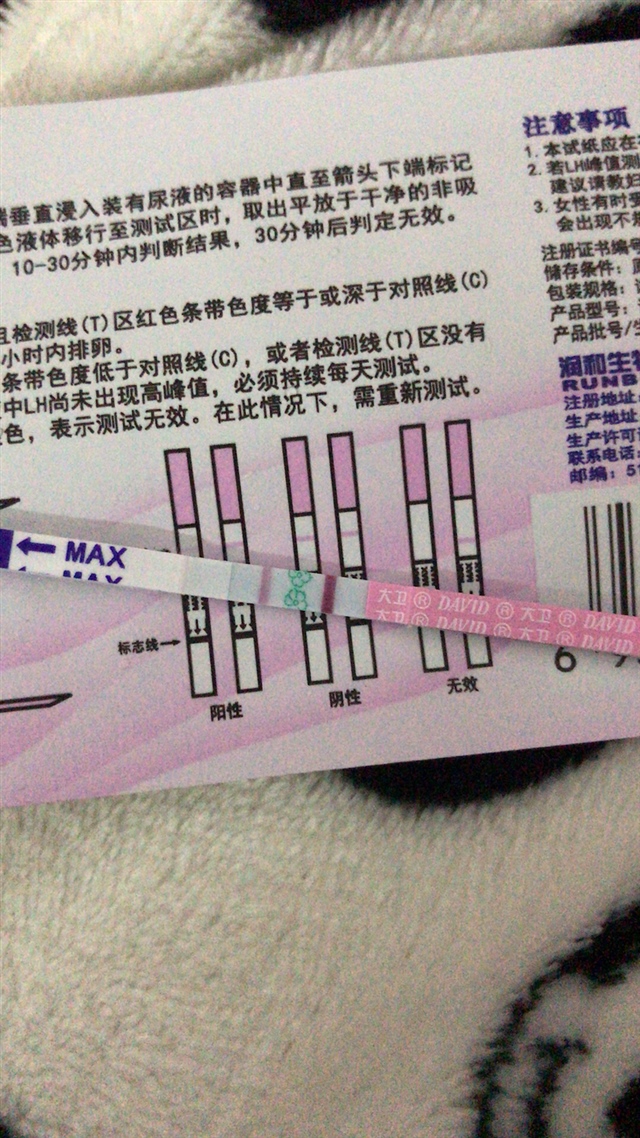 注意事项
1. 本试纸应在
2. 若LH峰值测
建议请教妇
3. 女性有时受
会出现不
端垂直浸入装有尿液的容器中直至箭头下端标记
色液体移行至测试区时，取出平放于干净的非吸
10-30分钟内判断结果，30分钟后判定无效。
且检测线(T)区红色条带色度等于或深于对照线(C)
小时内排卵。
条带色度低于对照线(C)，或者检测线(T)区没有
中LH尚未出现高峰值，必须持续每天测试。
色，表示测试无效。在此情况下，需重新测试。
注册证书编号
储存条件：
包装规格：
产品型号：
产品批号/生
润和生物
RUNB
注册地址
生产地址
生产许可
联系电话：
邮编：51
MAX
MAX
大卫 ® DAVID ® 大卫 ® DAVID
大卫 ® DAVID ® 大卫 ® DAVID
标志线
阳性
阴性
无效
6 9